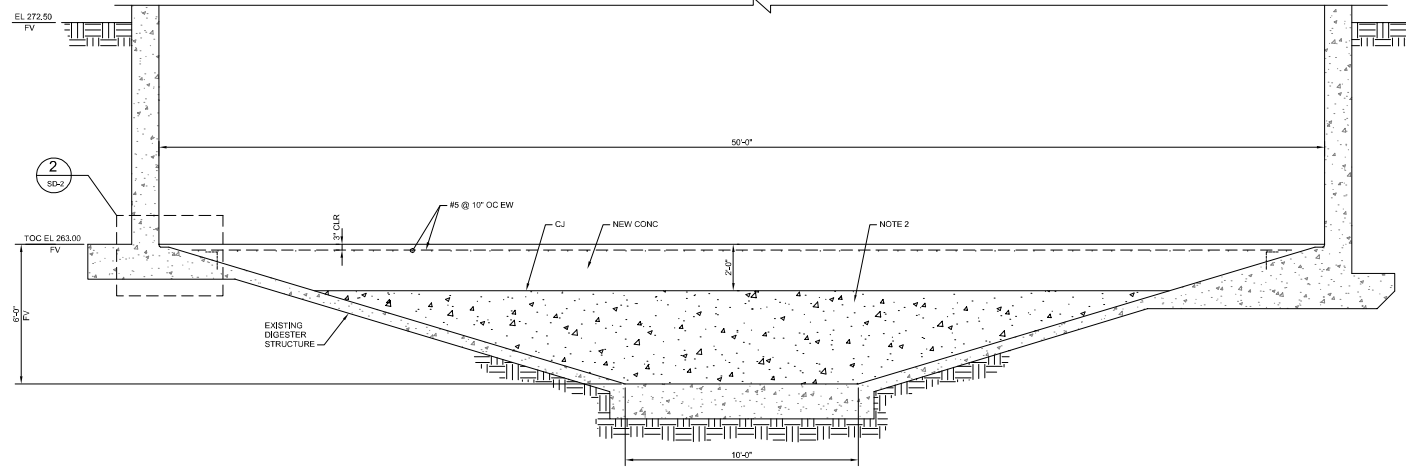 EL 272.50
FV
50'-0"
2
SD-2
#5 @ 10" OC EW
3" CLR
CJ
NEW CONC
NOTE 2
TOC EL 263.00
FV
2'-0"
6'-0"
FV
EXISTING
DIGESTER
STRUCTURE
10'-0"